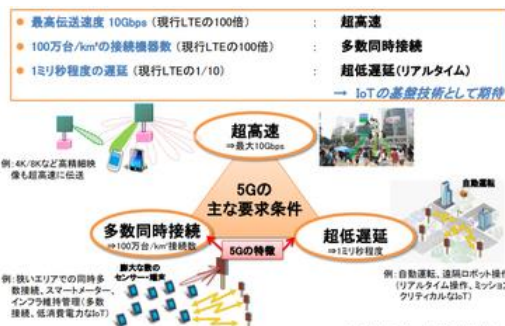 最高伝送速度 10Gbps（現行LTEの100倍） : 超高速
100万台/km²の接続機器数（現行LTEの100倍） : 多数同時接続
1ミリ秒程度の遅延（現行LTEの1/10） : 超低遅延(リアルタイム)
→ IoTの基盤技術として期待
超高速
⇒最大10Gbps
例：4K/8Kなど高精細映
像も超高速に伝送
5Gの
主な要求条件
自動運転
多数同時接続
⇒100万台/km²接続数
5Gの特徴
超低遅延
⇒1ミリ秒程度
膨大な数の
センサー・端末
例：狭いエリアでの同時多
数接続、スマートメーター、
インフラ維持管理(多数
接続、低消費電力なIoT)
例：自動運転、遠隔ロボット操作
(リアルタイム操作、ミッション
クリティカルなIoT)